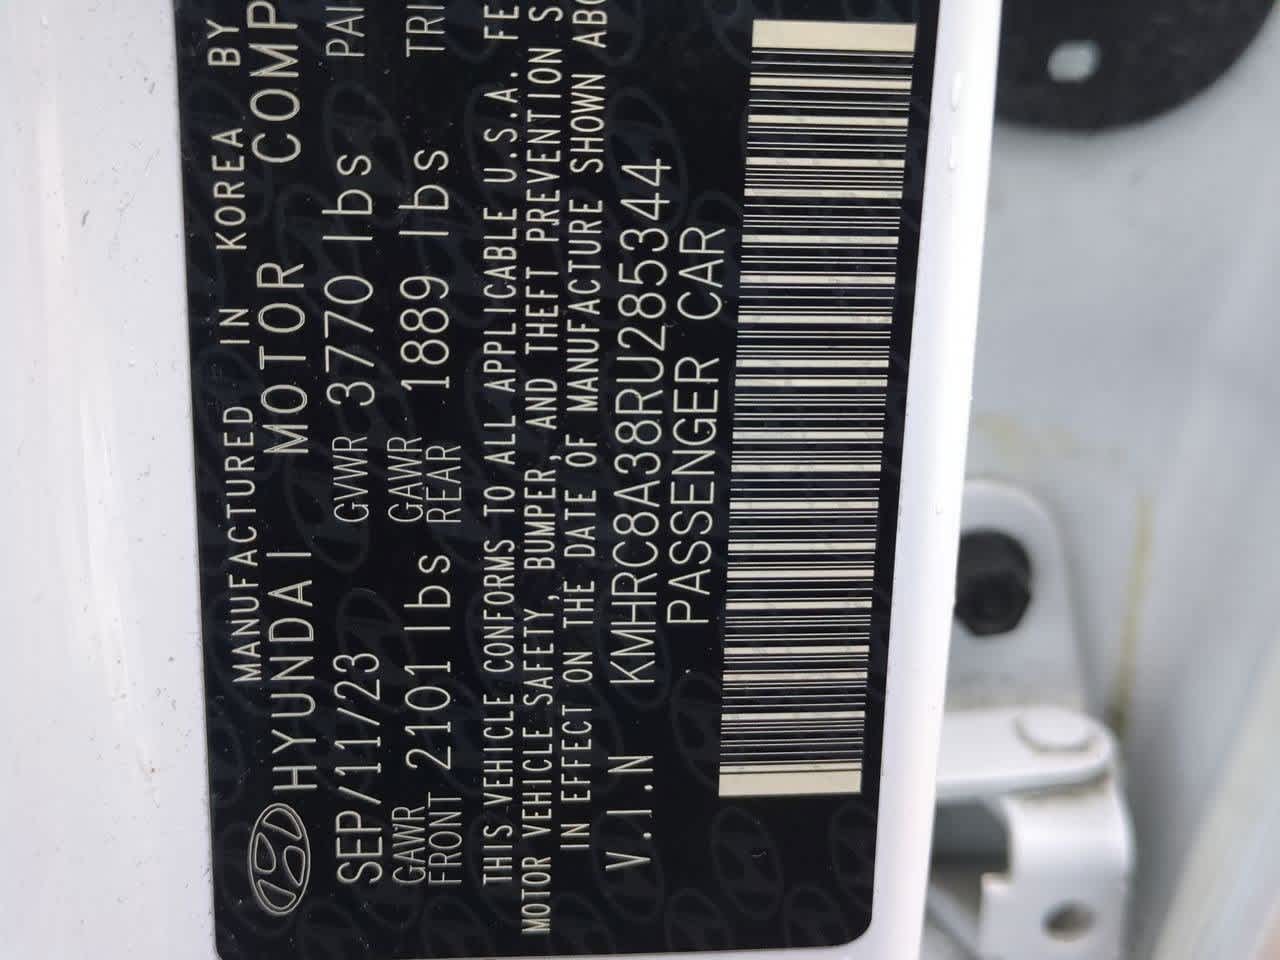 MANUFACTURED IN KOREA BY
HYUNDAI MOTOR COMP
SEP/11/23 GVWR 3770 lbs PAI
GAWR FRONT 2101 lbs GAWR REAR 1889 lbs TRI
THIS VEHICLE CONFORMS TO ALL APPLICABLE U.S.A. FE
MOTOR VEHICLE SAFETY, BUMPER, AND THEFT PREVENTION S
IN EFFECT ON THE DATE OF MANUFACTURE SHOWN ABO
V.I.N KMHRC8A38RU285344
PASSENGER CAR